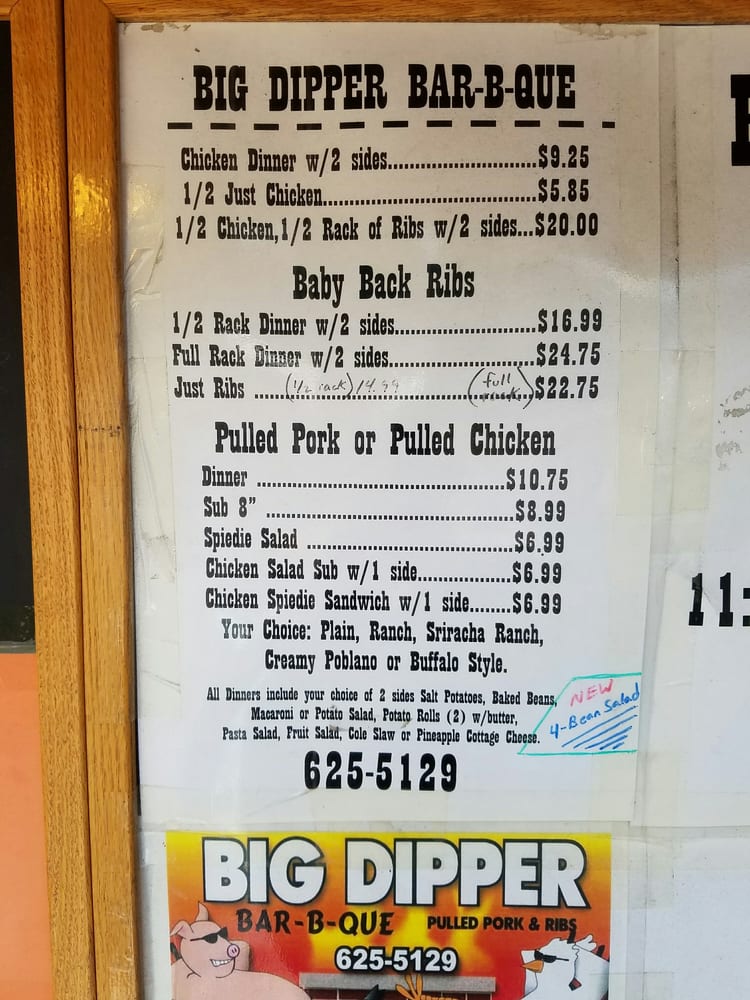 BIG DIPPER BAR-B-QUE
Chicken Dinner w/2 sides..................................$9.25
1/2 Just Chicken................................................$5.85
1/2 Chicken,1/2 Rack of Ribs w/2 sides...$20.00
Baby Back Ribs
1/2 Rack Dinner w/2 sides................................$16.99
Full Rack Dinner w/2 sides.................................$24.75
Just Ribs (1/2 rack) 14.99 (full rack) $22.75
Pulled Pork or Pulled Chicken
Dinner ........................................................$10.75
Sub 8" ........................................................$8.99
Spiedie Salad ..............................................$6.99
Chicken Salad Sub w/1 side.....................$6.99
Chicken Spiedie Sandwich w/1 side.........$6.99
Your Choice: Plain, Ranch, Sriracha Ranch,
Creamy Poblano or Buffalo Style.
All Dinners include your choice of 2 sides Salt Potatoes, Baked Beans,
Macaroni or Potato Salad, Potato Rolls (2) w/butter,
Pasta Salad, Fruit Salad, Cole Slaw or Pineapple Cottage Cheese.
NEW
4-Bean Salad
625-5129
BIG DIPPER
BAR-B-QUE PULLED PORK & RIBS
625-5129
11: